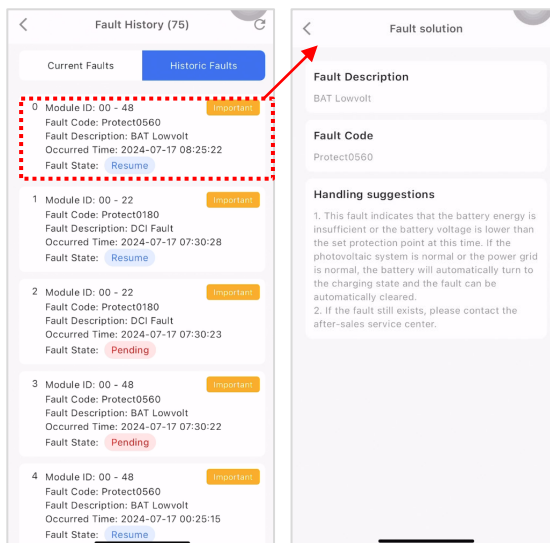 Fault History (75)
Current Faults
Historic Faults
0 Module ID: 00 - 48
Important
Fault Code: Protect0560
Fault Description: BAT Lowvolt
Occurred Time: 2024-07-17 08:25:22
Fault State: Resume
1 Module ID: 00 - 22
Important
Fault Code: Protect0180
Fault Description: DCI Fault
Occurred Time: 2024-07-17 07:30:28
Fault State: Resume
2 Module ID: 00 - 22
Important
Fault Code: Protect0180
Fault Description: DCI Fault
Occurred Time: 2024-07-17 07:30:23
Fault State: Pending
3 Module ID: 00 - 48
Important
Fault Code: Protect0560
Fault Description: BAT Lowvolt
Occurred Time: 2024-07-17 07:30:22
Fault State: Pending
4 Module ID: 00 - 48
Important
Fault Code: Protect0560
Fault Description: BAT Lowvolt
Occurred Time: 2024-07-17 00:25:15
Fault State: Resume
Fault solution
Fault Description
BAT Lowvolt
Fault Code
Protect0560
Handling suggestions
1. This fault indicates that the battery energy is
insufficient or the battery voltage is lower than
the set protection point at this time. If the
photovoltaic system is normal or the power grid
is normal, the battery will automatically turn to
the charging state and the fault can be
automatically cleared.
2. If the fault still exists, please contact the
after-sales service center.